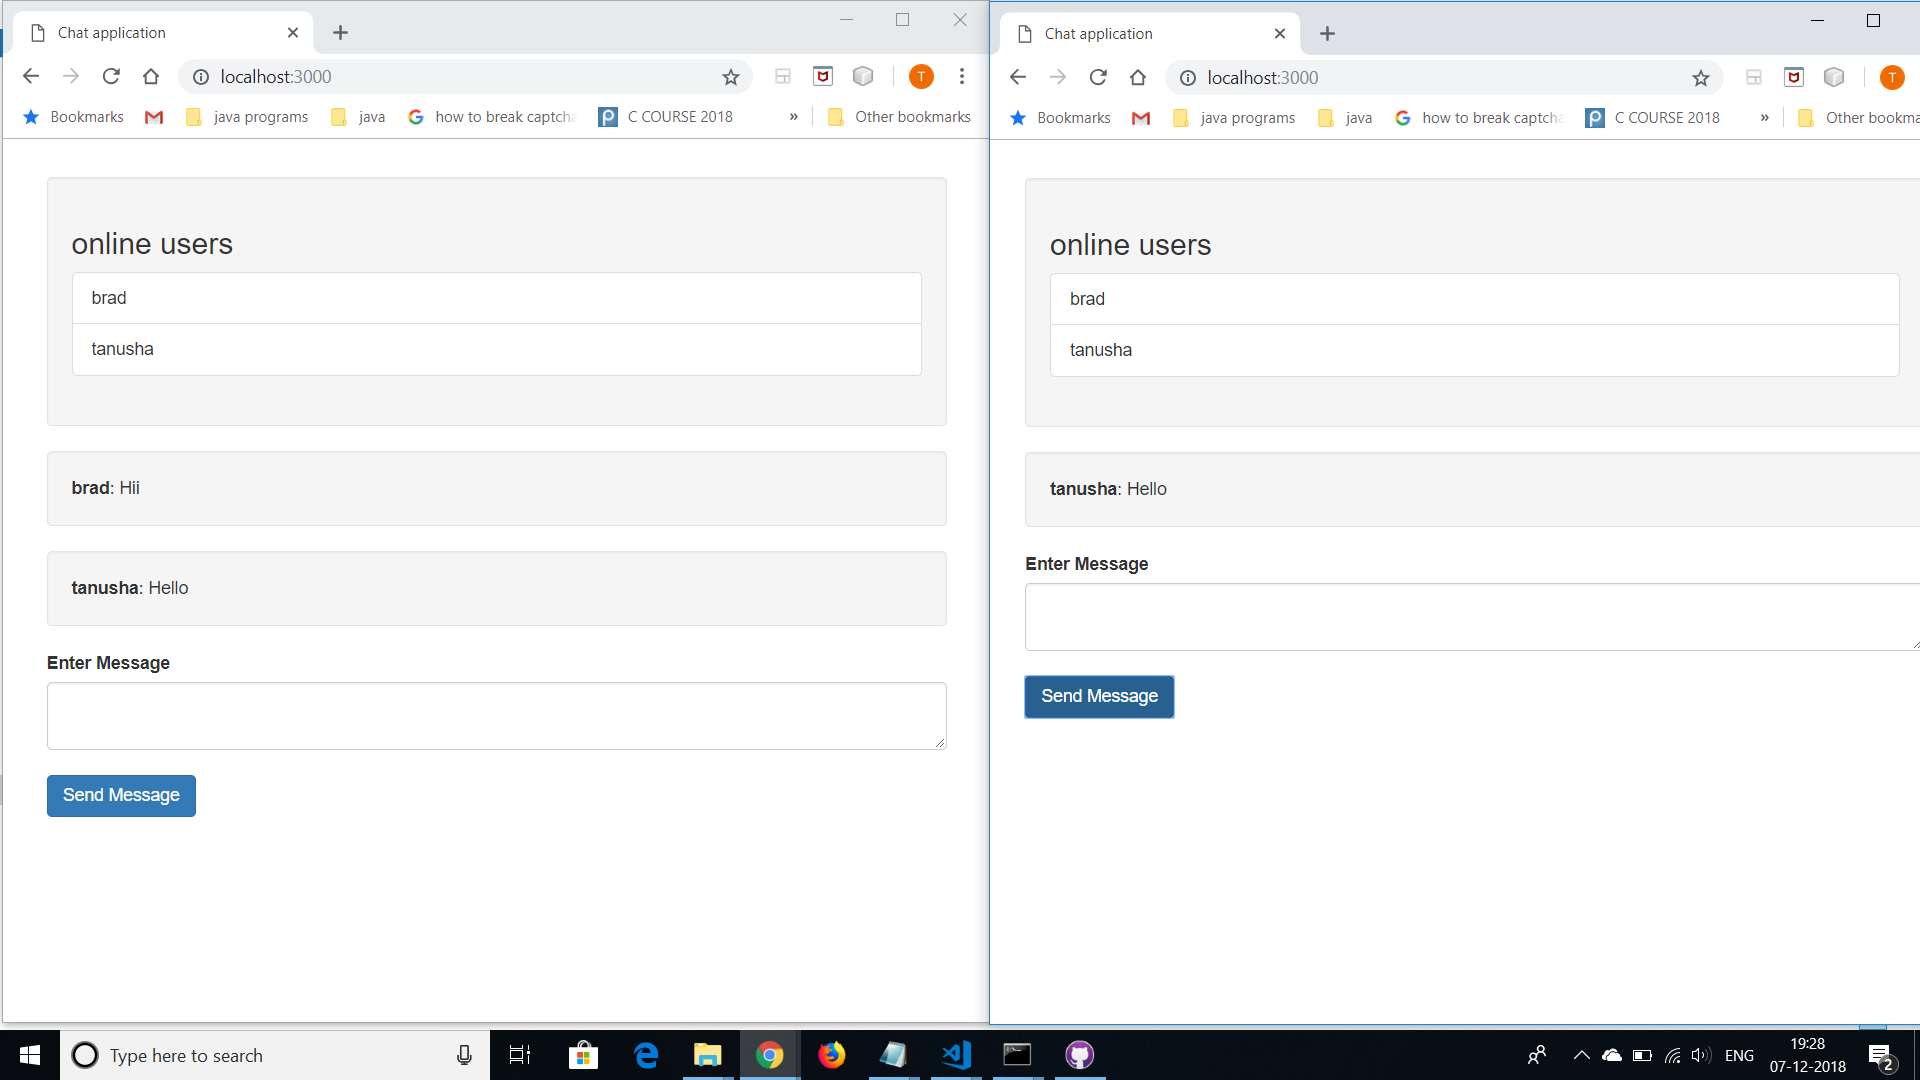 Chat application
localhost:3000
T
Bookmarks
java programs
java
how to break captcha
C COURSE 2018
»
Other bookmarks
online users
brad
tanusha
brad: Hii
tanusha: Hello
Enter Message
Send Message
Chat application
localhost:3000
T
Bookmarks
java programs
java
how to break captcha
C COURSE 2018
»
Other bookma
online users
brad
tanusha
tanusha: Hello
Enter Message
Send Message
Type here to search
ENG
19:28
07-12-2018
2